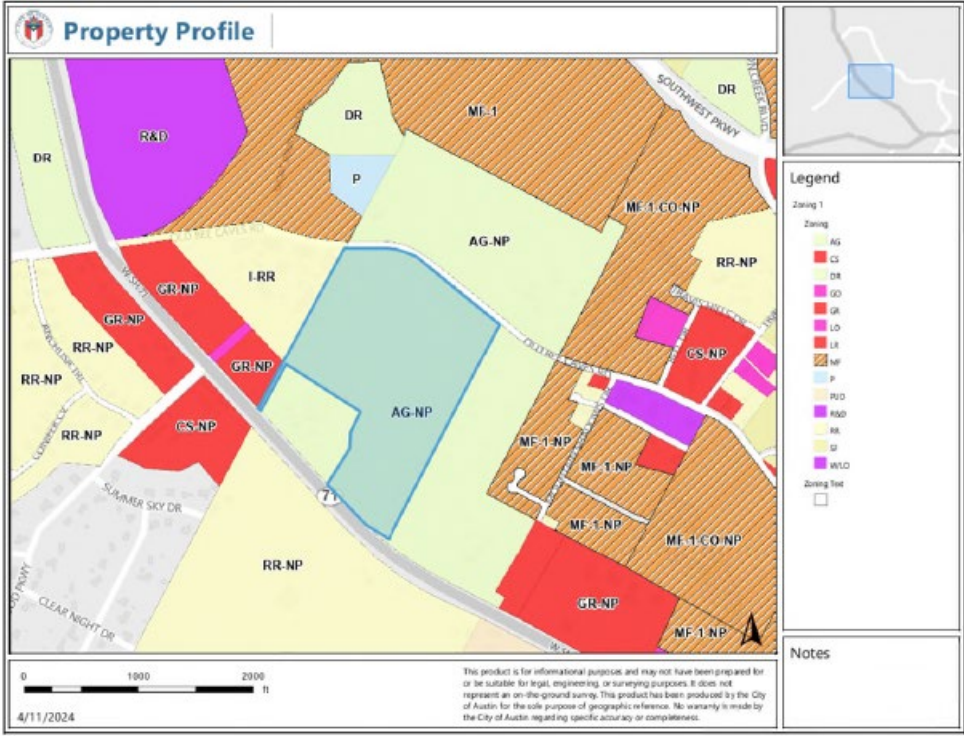 Property Profile
DR
SOUTHWEST PKWY
DR
R&D
DR
MF-1
P
MF-1-CO-NP
AG-NP
RR-NP
OLD BEE CAVES RD
W SH 71
GR-NP
I-RR
GR-NP
RR-NP
GR-NP
CS-NP
RR-NP
AG-NP
CS-NP
RR-NP
MF-1-NP
MF-1-NP
71
SUMMER SKY DR
MF-1-NP
MF-1-CO-NP
RR-NP
GR-NP
CLEAR NIGHT DR
MF-1-NP
0 1000 2000
ft
4/11/2024
This product is for informational purposes and may not have been prepared for
or be suitable for legal, engineering, or surveying purposes. It does not
represent an on-the-ground survey. This product has been produced by the City
of Austin for the sole purpose of geographic reference. No warranty is made by
the City of Austin regarding specific accuracy or completeness.
Legend
Zoning 1
Zoning
AG
CS
DR
GO
GR
LO
LR
MF
P
PUD
R&D
RR
SF
W/LO
Zoning Text
Notes